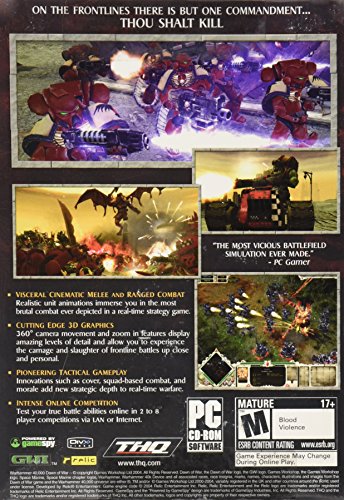 ON THE FRONTLINES THERE IS BUT ONE COMMANDMENT...
THOU SHALT KILL
"THE MOST VICIOUS BATTLEFIELD
SIMULATION EVER MADE."
- PC Gamer
VISCERAL CINEMATIC MELEE AND RANGED COMBAT
Realistic unit animations immerse you in the most
brutal combat ever depicted in a real-time strategy game.
CUTTING EDGE 3D GRAPHICS
360° camera movement and zoom in features display
amazing levels of detail and allow you to experience
the carnage and slaughter of frontline battles up close
and personal.
PIONEERING TACTICAL GAMEPLAY
Innovations such as cover, squad-based combat, and
morale add new strategic depth to real-time warfare.
INTENSE ONLINE COMPETITION
Test your true battle abilities online in 2 to 8
player competitions via LAN or Internet.
POWERED BY
gamespy
DivX
THQ
www.thq.com
relic
PC
CD-ROM
SOFTWARE
MATURE 17+
M
Blood
Violence
ESRB CONTENT RATING www.esrb.org
Game Experience May Change
During Online Play.